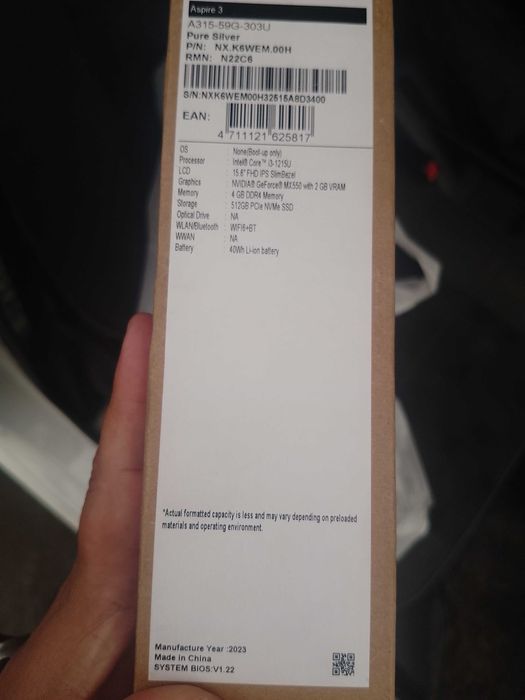 Aspire 3
A315-59G-303U
Pure Silver
P/N: NX.K6WEM.00H
RMN: N22C6
S/N:NXK6WEM00H32515A8D3400
EAN:
4 711121 625817
OS : None(Boot-up only)
Processor : Intel® Core™ i3-1215U
LCD : 15.6" FHD IPS SlimBezel
Graphics : NVIDIA® GeForce® MX550 with 2 GB VRAM
Memory : 4 GB DDR4 Memory
Storage : 512GB PCIe NVMe SSD
Optical Drive : NA
WLAN/Bluetooth : WIFI6+BT
WWAN : NA
Battery : 40Wh Li-ion battery
*Actual formatted capacity is less and may vary depending on preloaded
materials and operating environment.
Manufacture Year :2023
Made in China
SYSTEM BIOS:V1.22